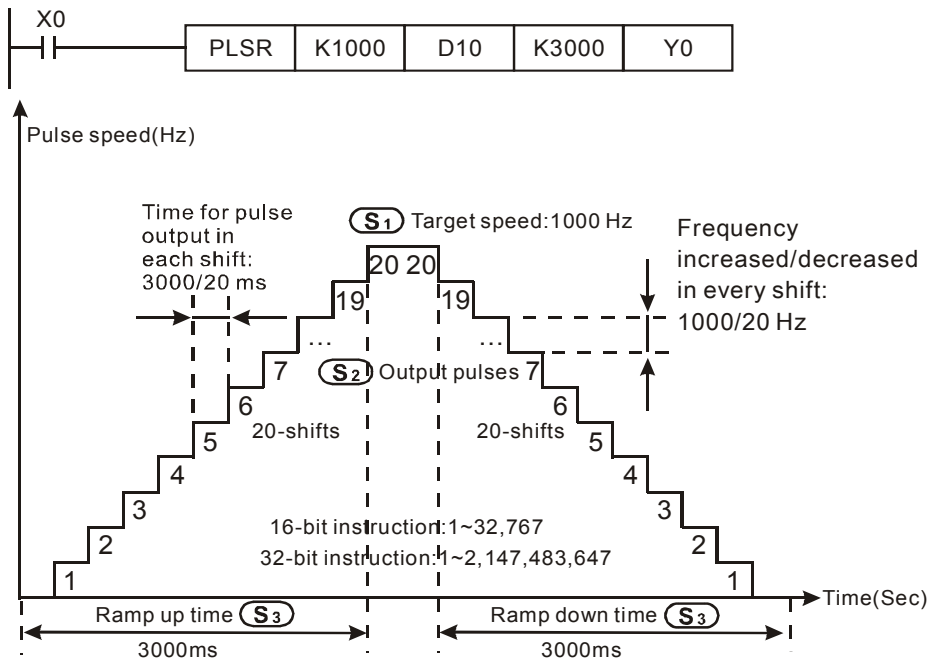 X0
PLSR K1000 D10 K3000 Y0
Pulse speed(Hz)
Time for pulse
output in
each shift:
3000/20 ms
S1 Target speed:1000 Hz
Frequency
increased/decreased
in every shift:
1000/20 Hz
20 20
19 19
... ...
7 S2 Output pulses 7
6 6
20-shifts 20-shifts
5 5
4 4
3 3
16-bit instruction:1~32,767
2 2
32-bit instruction:1~2,147,483,647
1 1
Time(Sec)
Ramp up time S3 Ramp down time S3
3000ms 3000ms